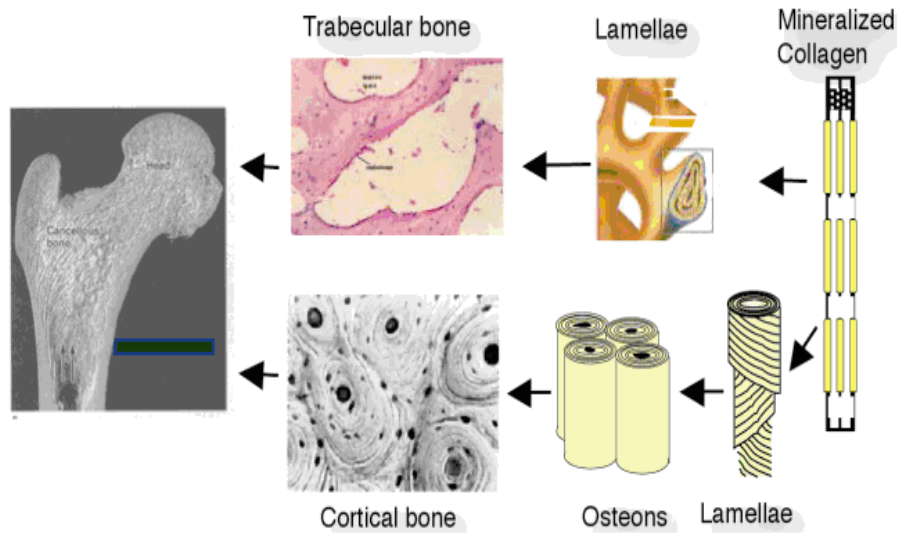 Trabecular bone
Lamellae
Mineralized
Collagen
Head
Cancellous
bone
Cortical bone
Osteons
Lamellae